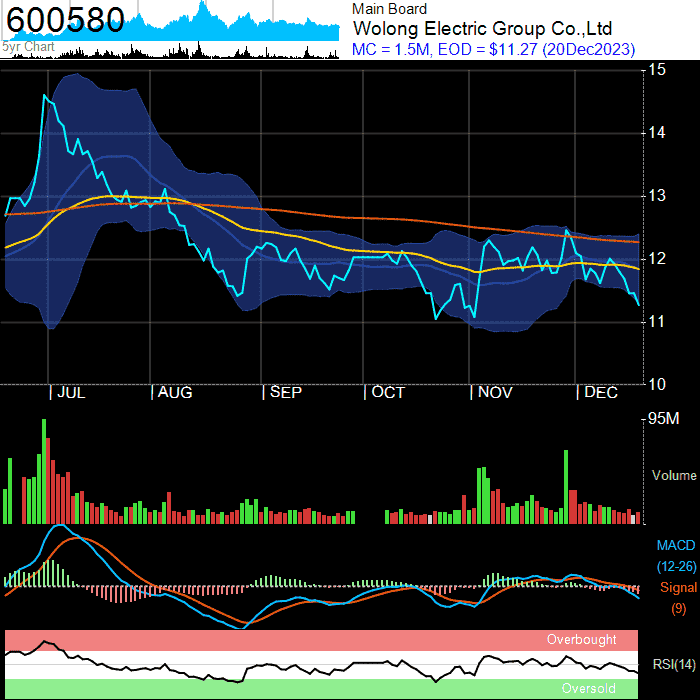 600580
5yr Chart
Main Board
Wolong Electric Group Co.,Ltd
MC = 1.5M, EOD = $11.27 (20Dec2023)
15
14
13
12
11
10
| JUL | AUG | SEP | OCT | NOV | DEC
95M
Volume
MACD
(12-26)
Signal
(9)
Overbought
RSI(14)
Oversold